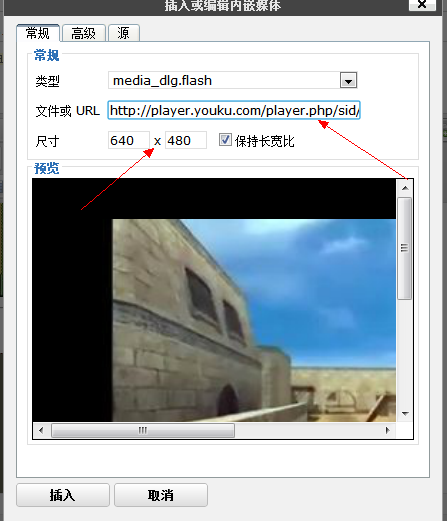 插入或编辑内嵌媒体
常规 高级 源
常规
类型 media_dlg.flash
文件或 URL http://player.youku.com/player.php/sid/
尺寸 640 x 480 保持长宽比
预览
插入 取消